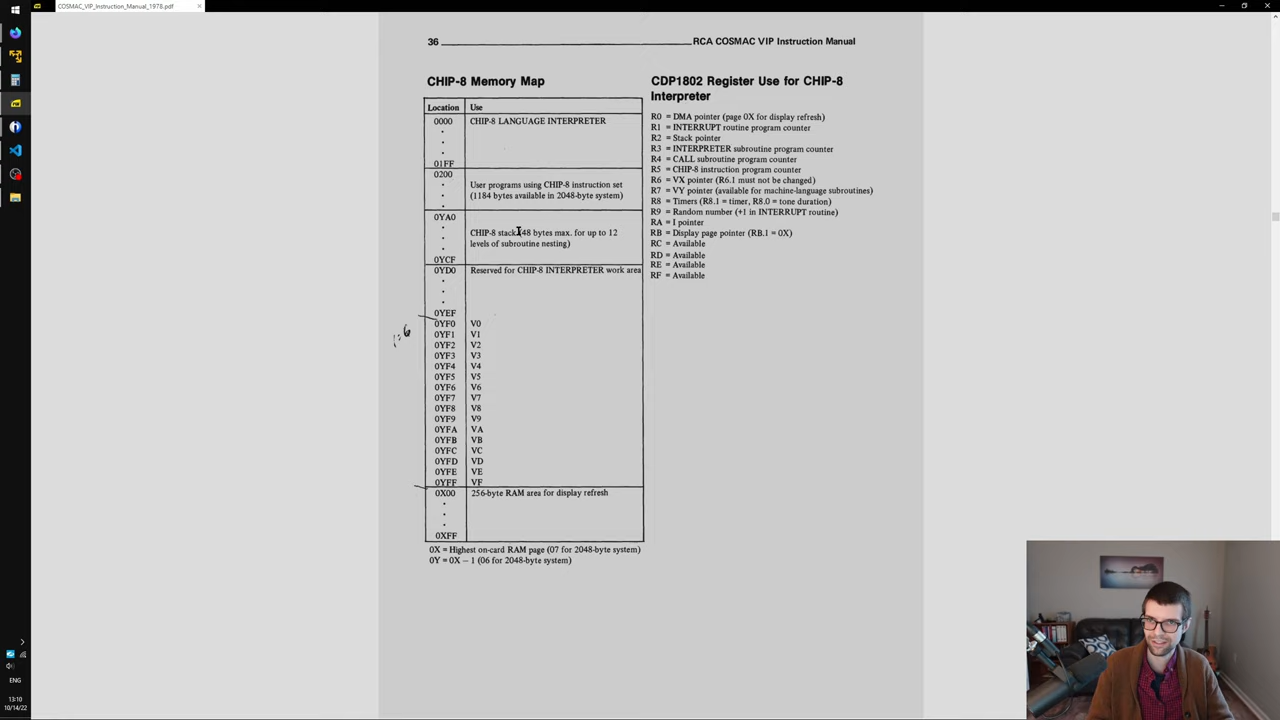 COSMAC_VIP_Instruction_Manual_1978.pdf
36
RCA COSMAC VIP Instruction Manual
CHIP-8 Memory Map
Location Use
0000 CHIP-8 LANGUAGE INTERPRETER
01FF
0200
User programs using CHIP-8 instruction set
(1184 bytes available in 2048-byte system)
0YA0
CHIP-8 stack (48 bytes max. for up to 12
levels of subroutine nesting)
0YCF
0YD0 Reserved for CHIP-8 INTERPRETER work area
0YEF
0YF0 V0
0YF1 V1
0YF2 V2
0YF3 V3
0YF4 V4
0YF5 V5
0YF6 V6
0YF7 V7
0YF8 V8
0YF9 V9
0YFA VA
0YFB VB
0YFC VC
0YFD VD
0YFE VE
0YFF VF
0X00 256-byte RAM area for display refresh
0XFF
0X = Highest on-card RAM page (07 for 2048-byte system)
0Y = 0X – 1 (06 for 2048-byte system)
CDP1802 Register Use for CHIP-8
Interpreter
R0 = DMA pointer (page 0X for display refresh)
R1 = INTERRUPT routine program counter
R2 = Stack pointer
R3 = INTERPRETER subroutine program counter
R4 = CALL subroutine program counter
R5 = CHIP-8 instruction program counter
R6 = VX pointer (R6.1 must not be changed)
R7 = VY pointer (available for machine-language subroutines)
R8 = Timers (R8.1 = timer, R8.0 = tone duration)
R9 = Random number (+1 in INTERRUPT routine)
RA = I pointer
RB = Display page pointer (RB.1 = 0X)
RC = Available
RD = Available
RE = Available
RF = Available
ENG
13:10
10/14/22